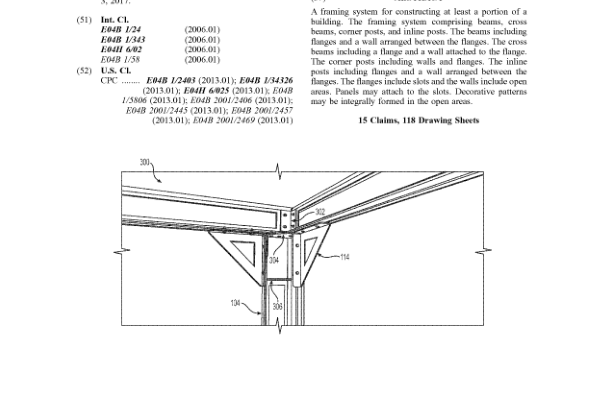 3, 2017.
(51) Int. Cl.
E04B 1/24 (2006.01)
E04B 1/343 (2006.01)
E04H 6/02 (2006.01)
E04B 1/58 (2006.01)
(52) U.S. Cl.
CPC ........ E04B 1/2403 (2013.01); E04B 1/34326
(2013.01); E04H 6/025 (2013.01); E04B
1/5806 (2013.01); E04B 2001/2406 (2013.01);
E04B 2001/2445 (2013.01); E04B 2001/2457
(2013.01); E04B 2001/2469 (2013.01)
A framing system for constructing at least a portion of a
building. The framing system comprising beams, cross
beams, corner posts, and inline posts. The beams including
flanges and a wall arranged between the flanges. The cross
beams including a flange and a wall attached to the flange.
The corner posts including walls and flanges. The inline
posts including flanges and a wall arranged between the
flanges. The flanges include slots and the walls include open
areas. Panels may attach to the slots. Decorative patterns
may be integrally formed in the open areas.
15 Claims, 118 Drawing Sheets
300
302
304
114
104
306